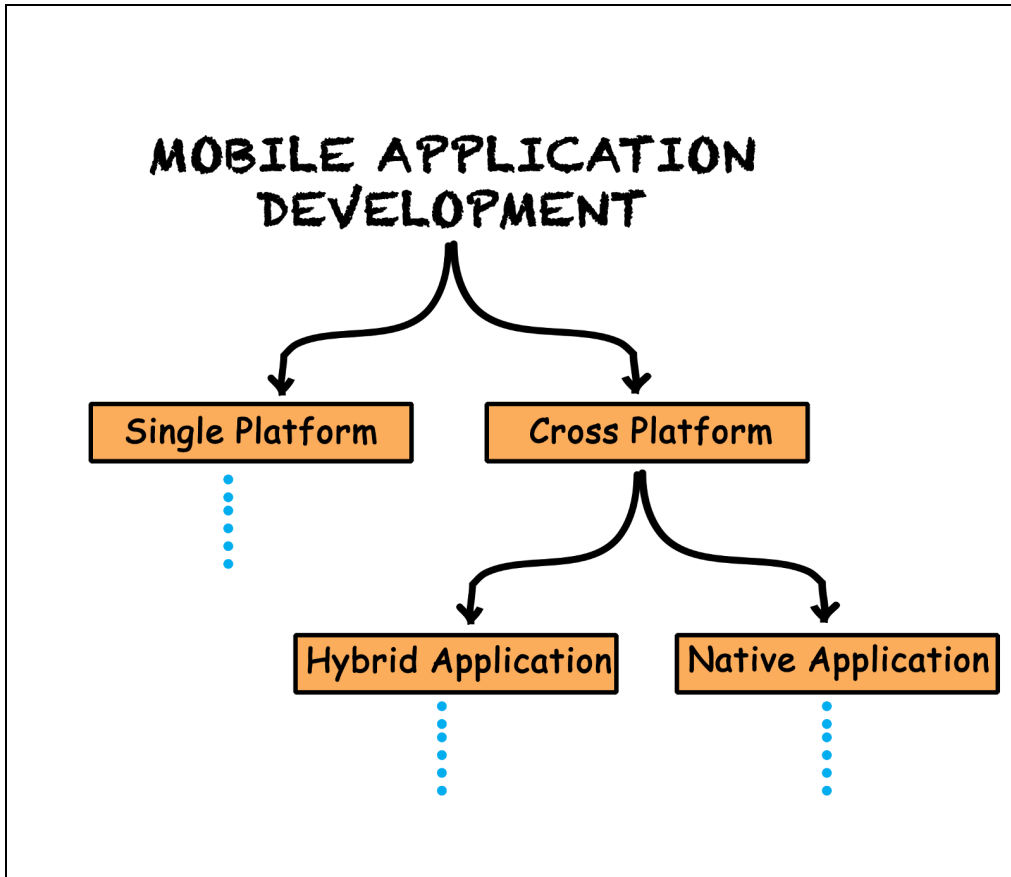 MOBILE APPLICATION
DEVELOPMENT
Single Platform
Cross Platform
Hybrid Application
Native Application